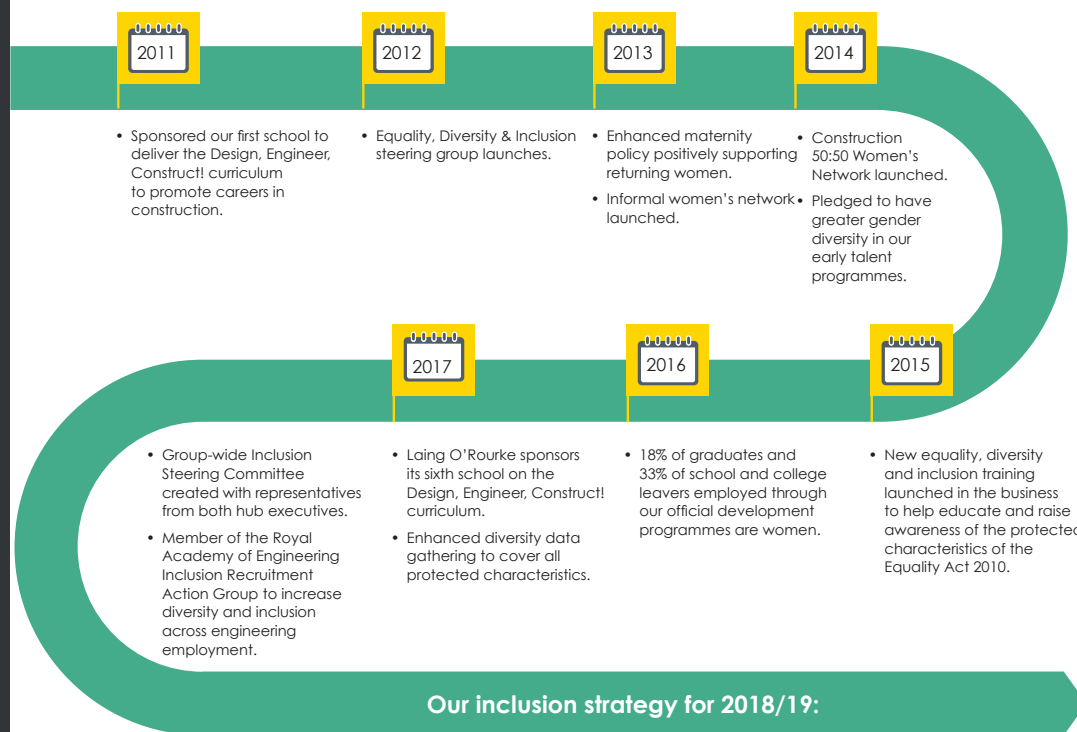 2011
• Sponsored our first school to
deliver the Design, Engineer,
Construct! curriculum
to promote careers in
construction.
2012
• Equality, Diversity & Inclusion
steering group launches.
2013
• Enhanced maternity
policy positively supporting
returning women.
• Informal women's network
launched.
2014
• Construction
50:50 Women's
Network launched.
• Pledged to have
greater gender
diversity in our
early talent
programmes.
2015
• New equality, diversity
and inclusion training
launched in the business
to help educate and raise
awareness of the protected
characteristics of the
Equality Act 2010.
2016
• 18% of graduates and
33% of school and college
leavers employed through
our official development
programmes are women.
2017
• Laing O'Rourke sponsors
its sixth school on the
Design, Engineer, Construct!
curriculum.
• Enhanced diversity data
gathering to cover all
protected characteristics.
• Group-wide Inclusion
Steering Committee
created with representatives
from both hub executives.
• Member of the Royal
Academy of Engineering
Inclusion Recruitment
Action Group to increase
diversity and inclusion
across engineering
employment.
Our inclusion strategy for 2018/19: